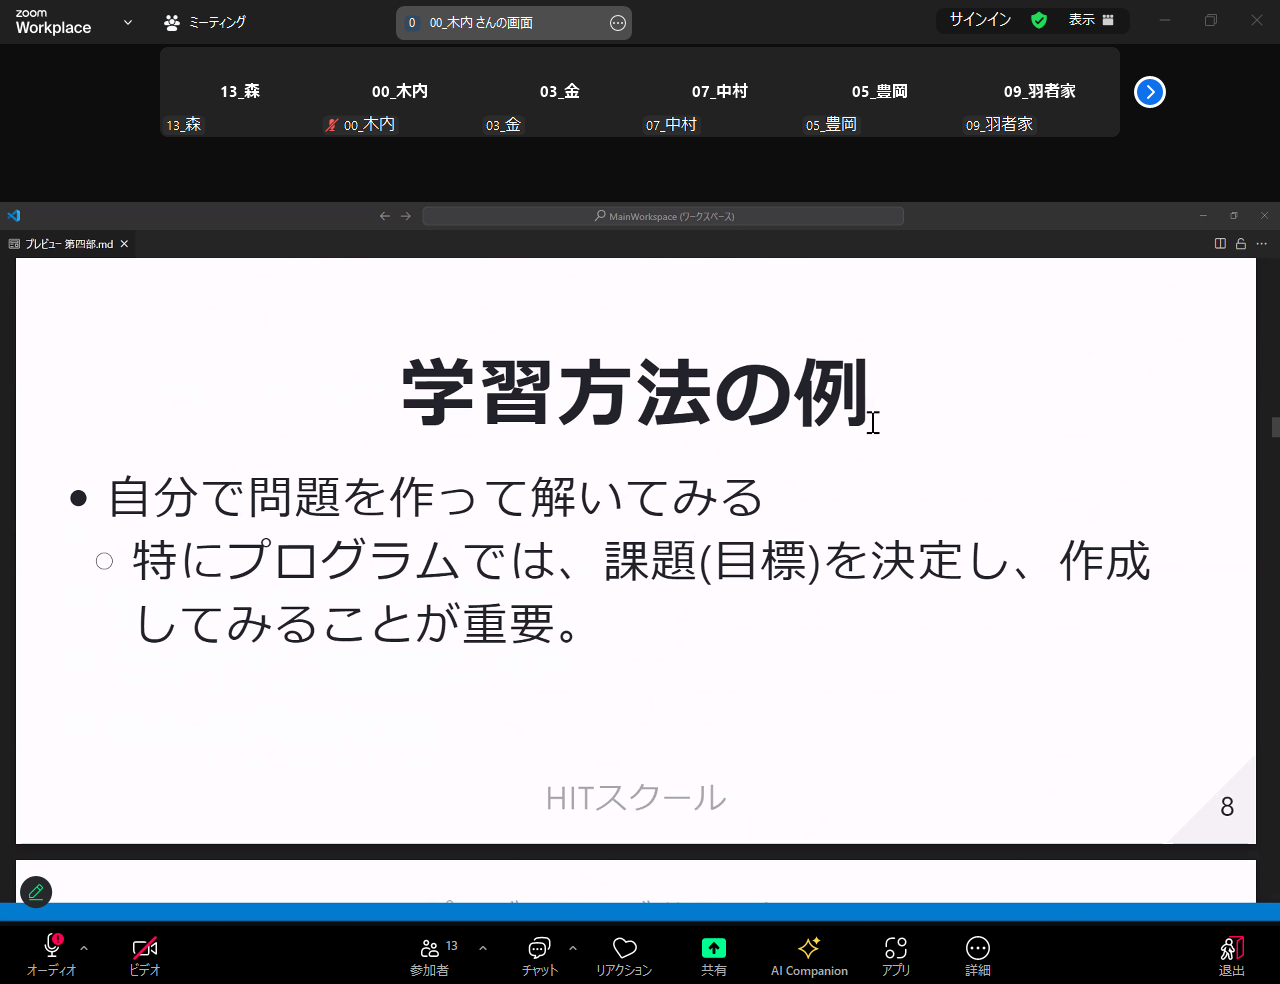 zoom
Workplace
ミーティング
0 00_木内 さんの画面
サインイン
表示
13_森 00_木内 03_金 07_中村 05_豊岡 09_羽者家
13_森 00_木内 03_金 07_中村 05_豊岡 09_羽者家
MainWorkspace (ワークスペース)
プレビュー 第四部.md
学習方法の例
自分で問題を作って解いてみる
特にプログラムでは、課題(目標)を決定し、作成
してみることが重要。
HITスクール
8
13
オーディオ ビデオ 参加者 チャット リアクション 共有 AI Companion アプリ 詳細 退出